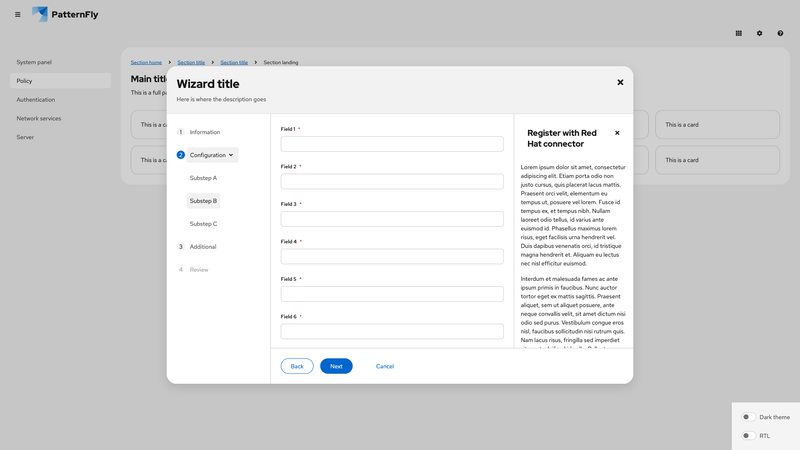 PatternFly
System panel
Policy
Authentication
Network services
Server
Section home
Section title
Section title
Section landing
Main titl
This is a full pa
This is a ca
This is a card
This is a ca
This is a card
Wizard title
Here is where the description goes
1 Information
2 Configuration
Substep A
Substep B
Substep C
3 Additional
4 Review
Field 1 *
Field 2 *
Field 3 *
Field 4 *
Field 5 *
Field 6 *
Register with Red
Hat connector
Lorem ipsum dolor sit amet, consectetur
adipiscing elit. Etiam porta odio non
justo cursus, quis placerat lacus mattis.
Praesent orci velit, elementum eu
tempus ut, posuere vel lorem. Fusce id
tempus ex, et tempus nibh. Nullam
laoreet odio tellus, id varius ante
euismod id. Phasellus maximus lorem
risus, eget facilisis urna hendrerit vel.
Duis dapibus venenatis orci, id tristique
magna hendrerit et. Aliquam eu lectus
nec nisl efficitur euismod.
Interdum et malesuada fames ac ante
ipsum primis in faucibus. Nunc auctor
tortor eget ex mattis sagittis. Praesent
aliquet, sem ut aliquet posuere, ante
neque convallis velit, sit amet dictum nisi
odio sed purus. Vestibulum congue eros
nisl, faucibus sollicitudin nisi rutrum quis.
Nam lacus risus, fringilla sed imperdiet
Back
Next
Cancel
Dark theme
RTL